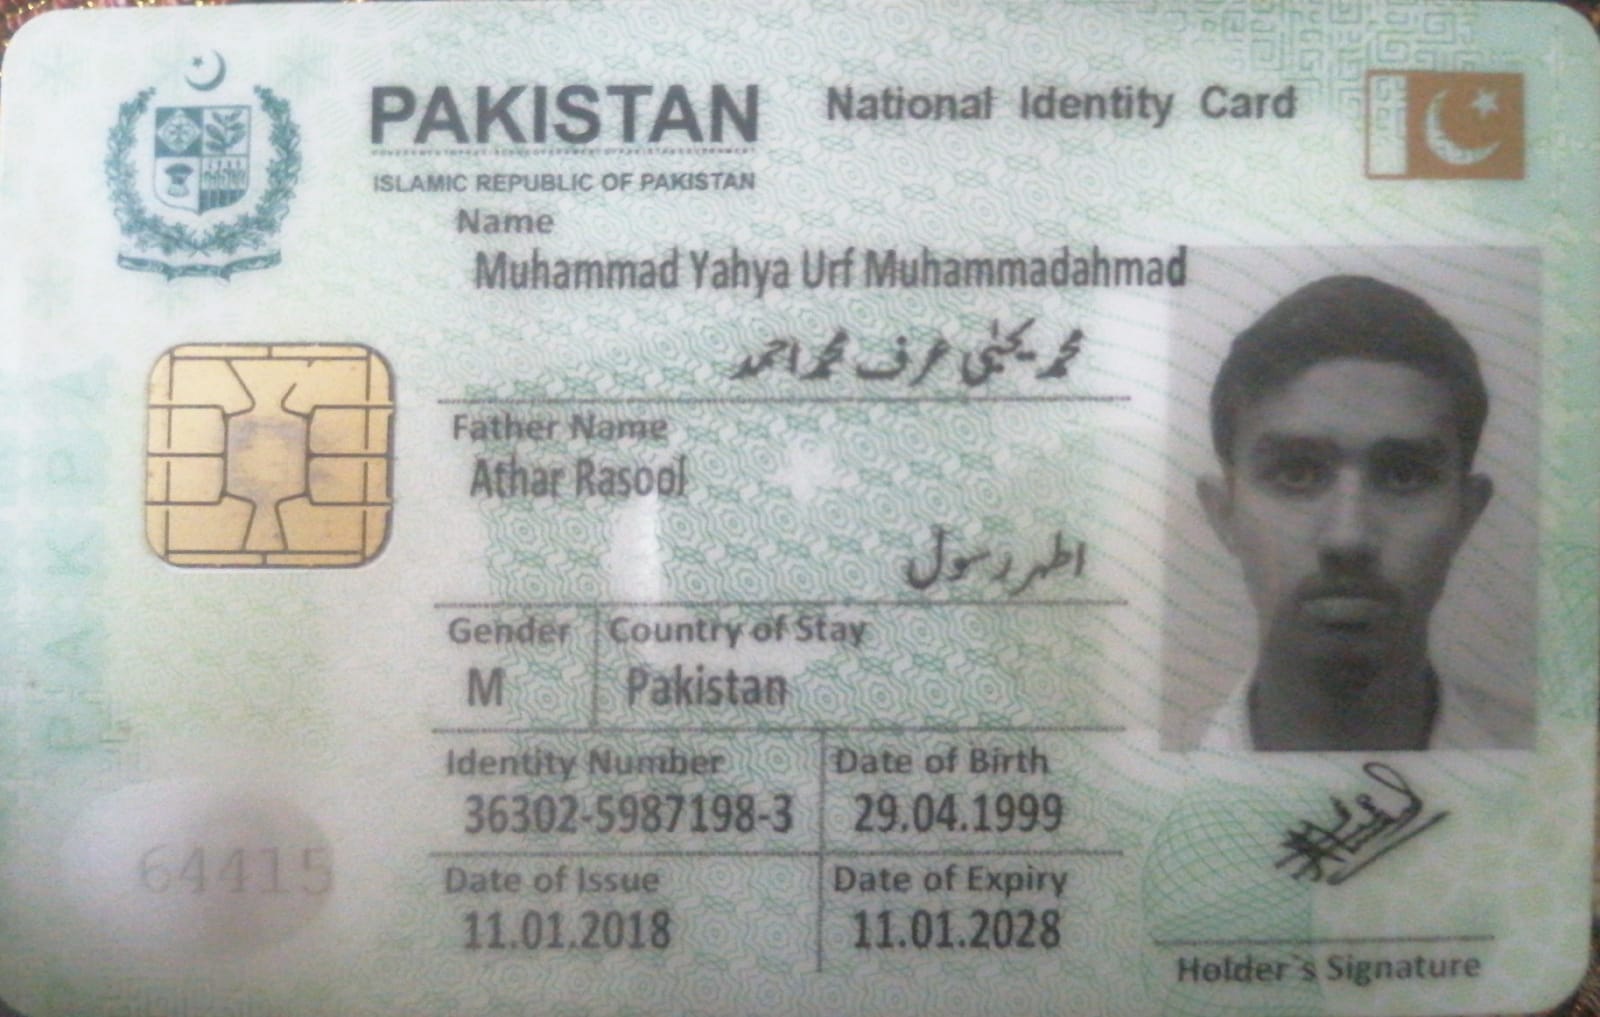 PAKISTAN National Identity Card
ISLAMIC REPUBLIC OF PAKISTAN
Name
Muhammad Yahya Urf Muhammadahmad
محمد یحیٰی عرف محمد احمد
Father Name
Athar Rasool
اطہر رسول
Gender Country of Stay
M Pakistan
Identity Number Date of Birth
36302-5987198-3 29.04.1999
Date of Issue Date of Expiry
11.01.2018 11.01.2028
64415
Holder`s Signature